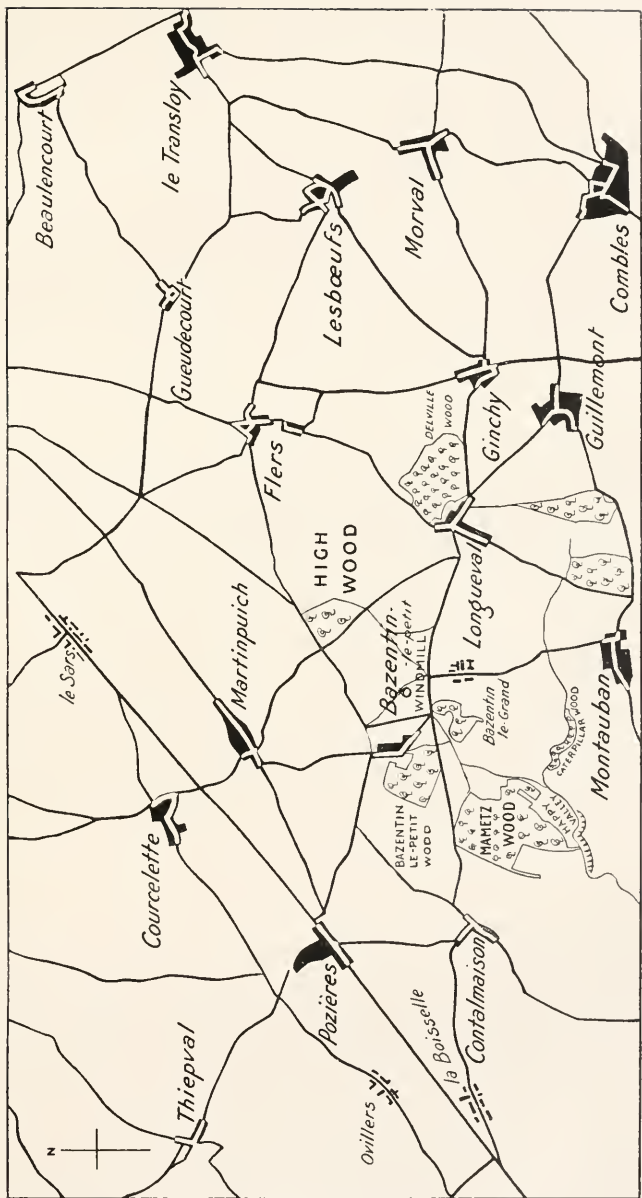 Beaulencourt
N
le Sars
Courcelette
le Transloy
Gueudecourt
Thiepval
Martinpuich
Flers
HIGH
WOOD
Lesbœufs
Pozières
Ovillers
Bazentin-
le-petit
WINDMILL
BAZENTIN
LE-PETIT
WOOD
Morval
DELVILLE
WOOD
la Boisselle
Contalmaison
Longueval
Ginchy
MAMETZ
WOOD
Bazentin
le-Grand
HAPPY
VALLEY
CATERPILLAR WOOD
Guillemont
Montauban
Combles